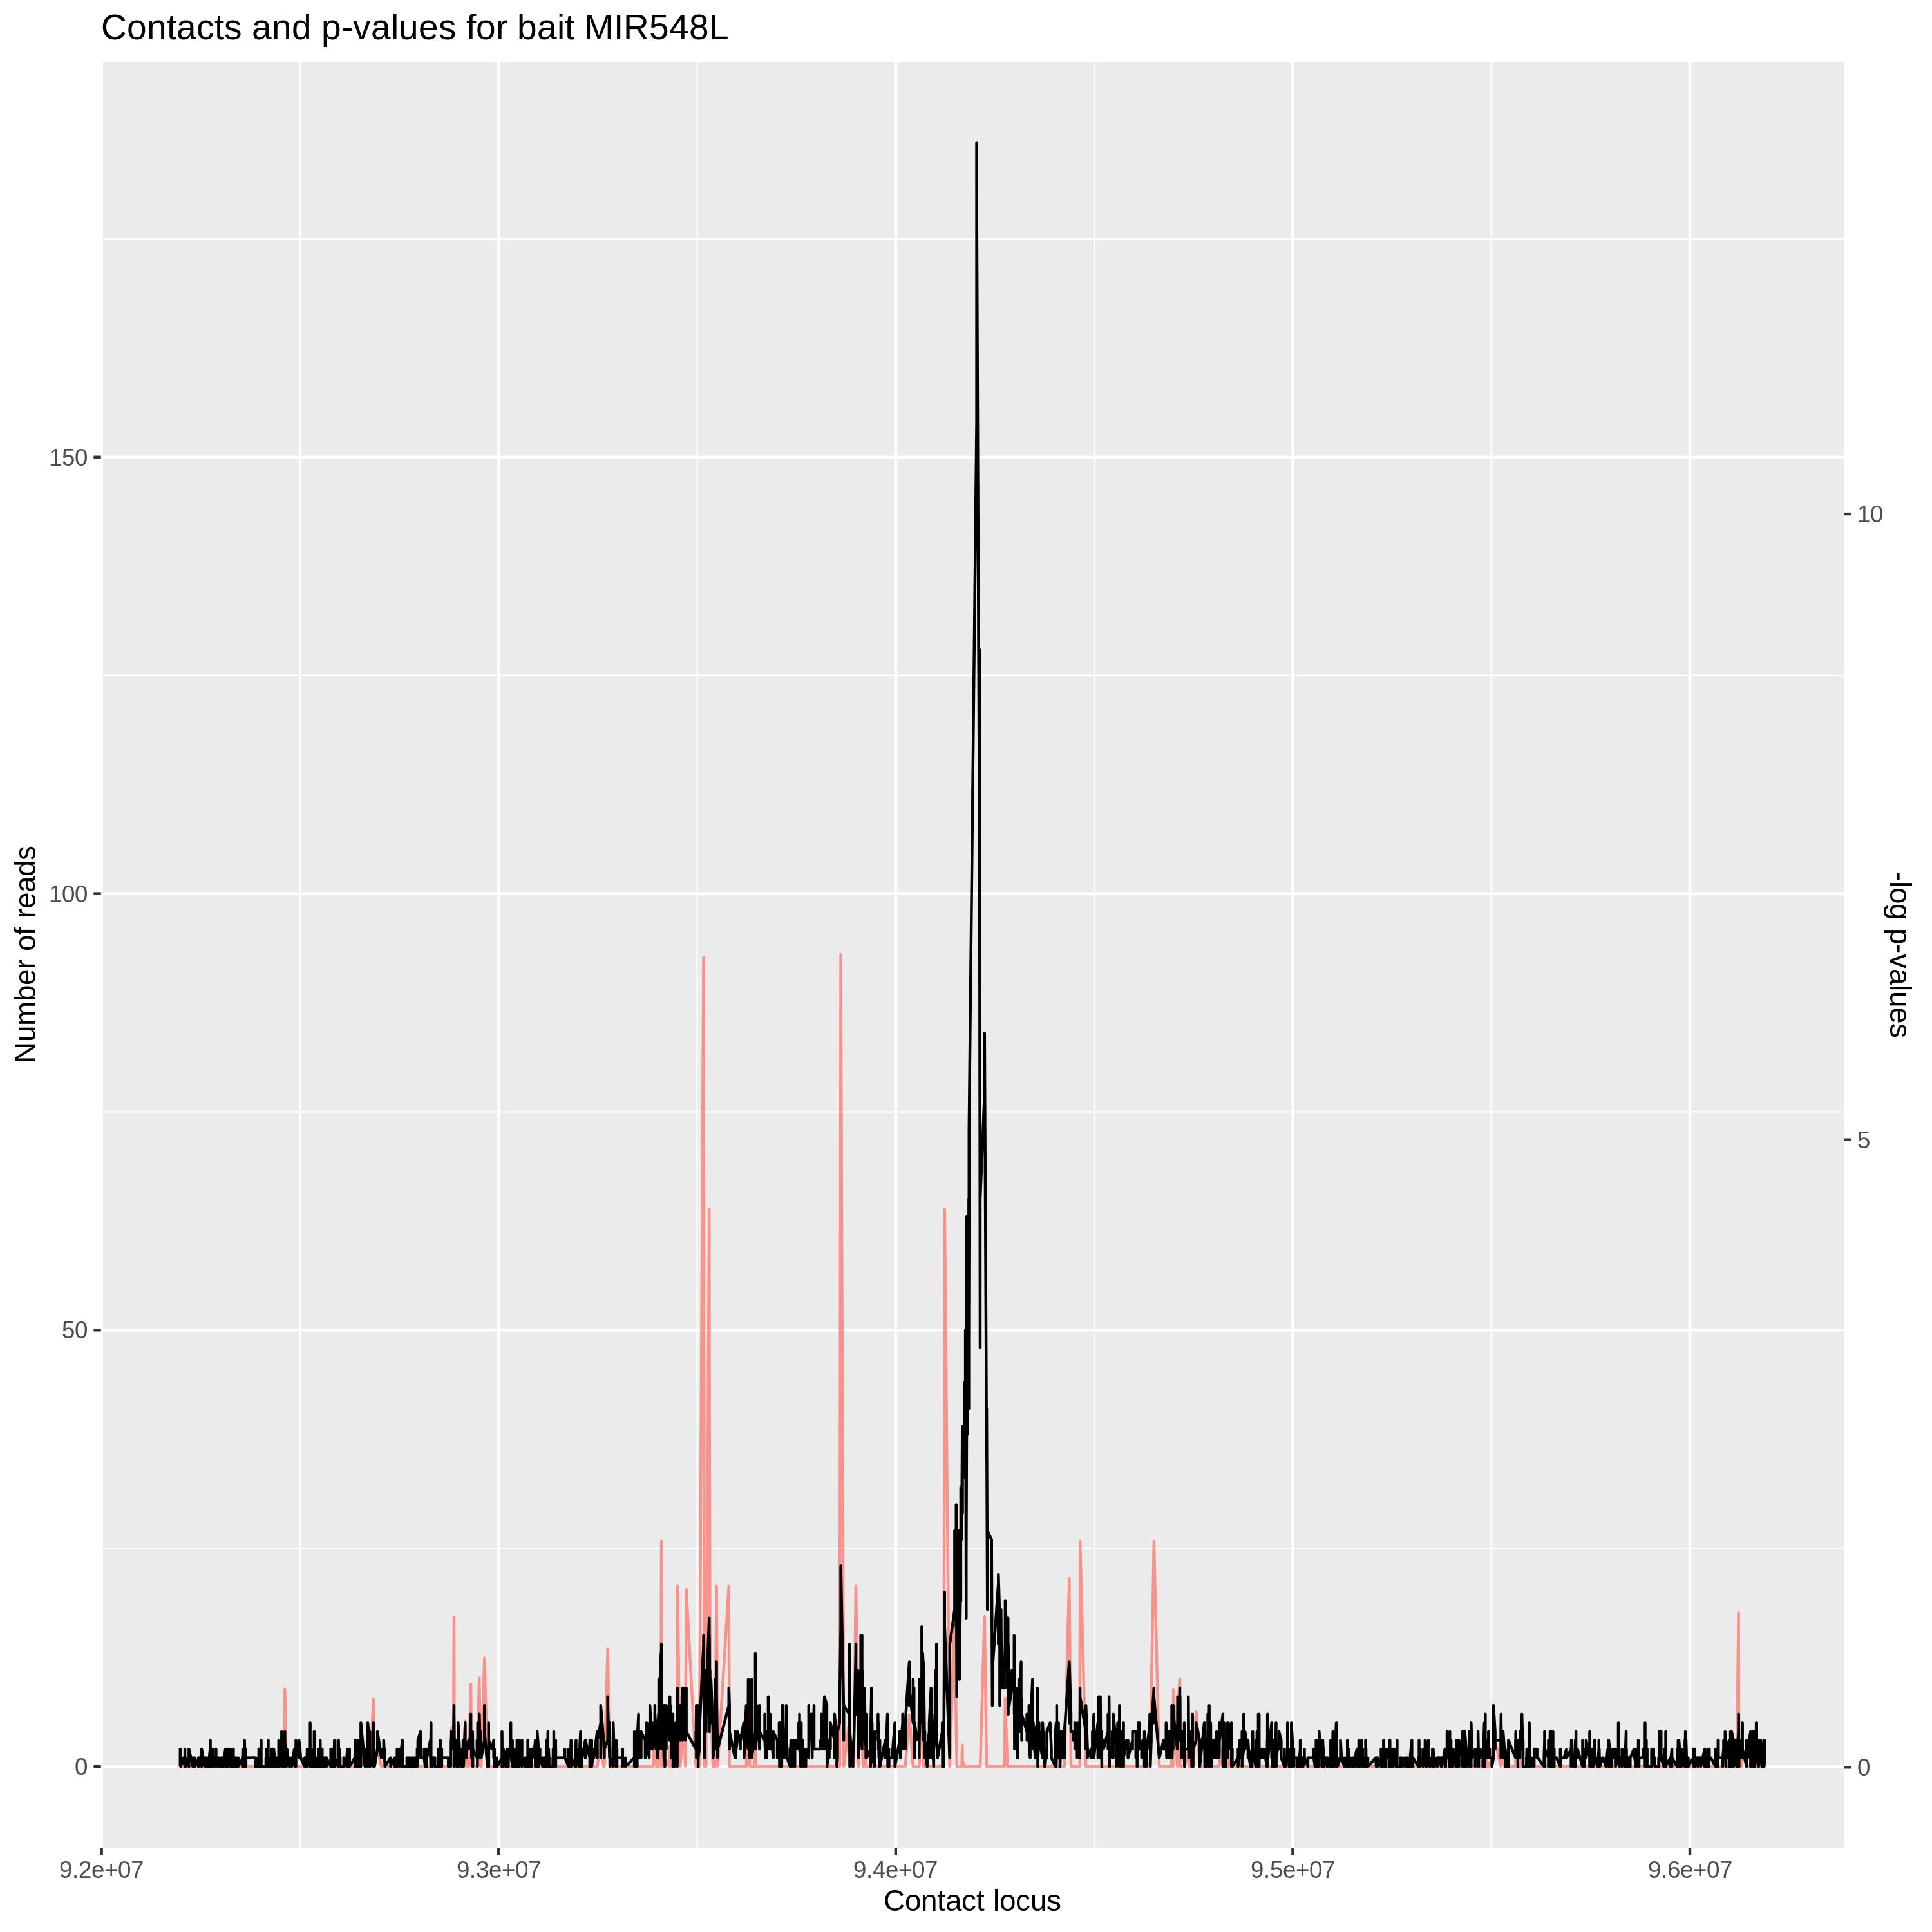 Contacts and p-values for bait MIR548L
Number of reads
150
100
50
0
10
5
0
-log p-values
9.2e+07
9.3e+07
9.4e+07
9.5e+07
9.6e+07
Contact locus